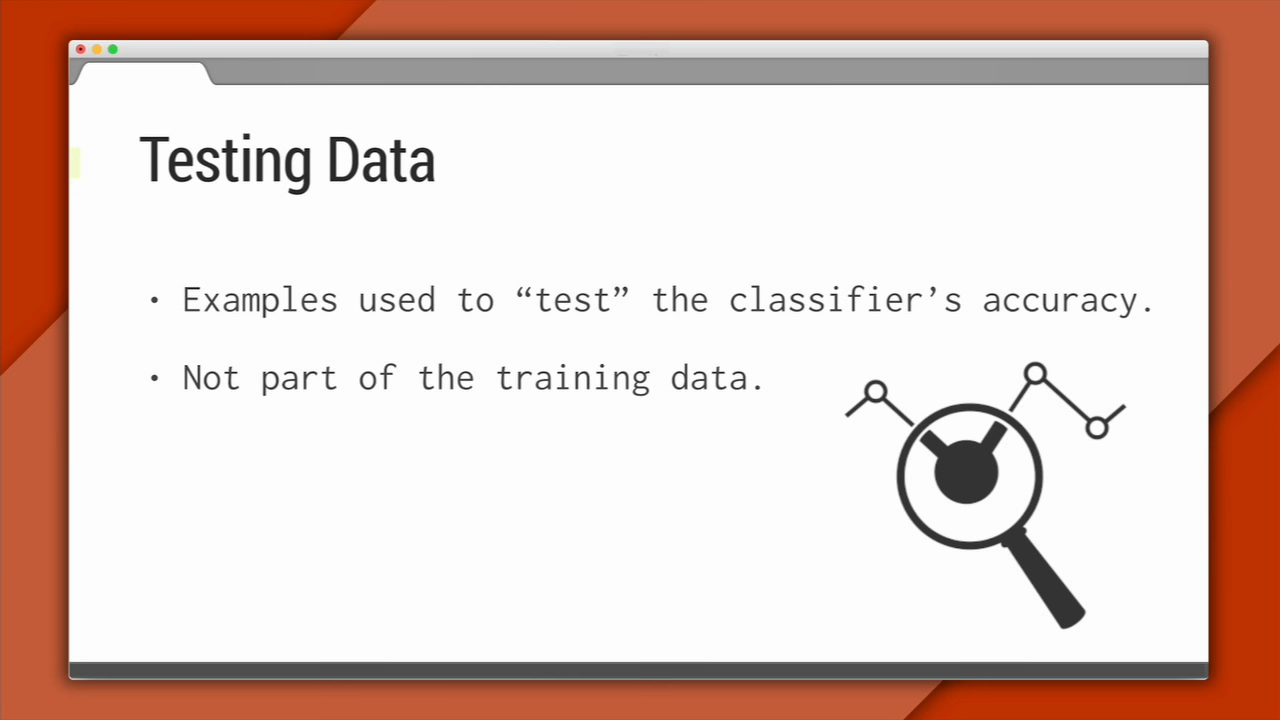 Testing Data
• Examples used to “test” the classifier’s accuracy.
• Not part of the training data.